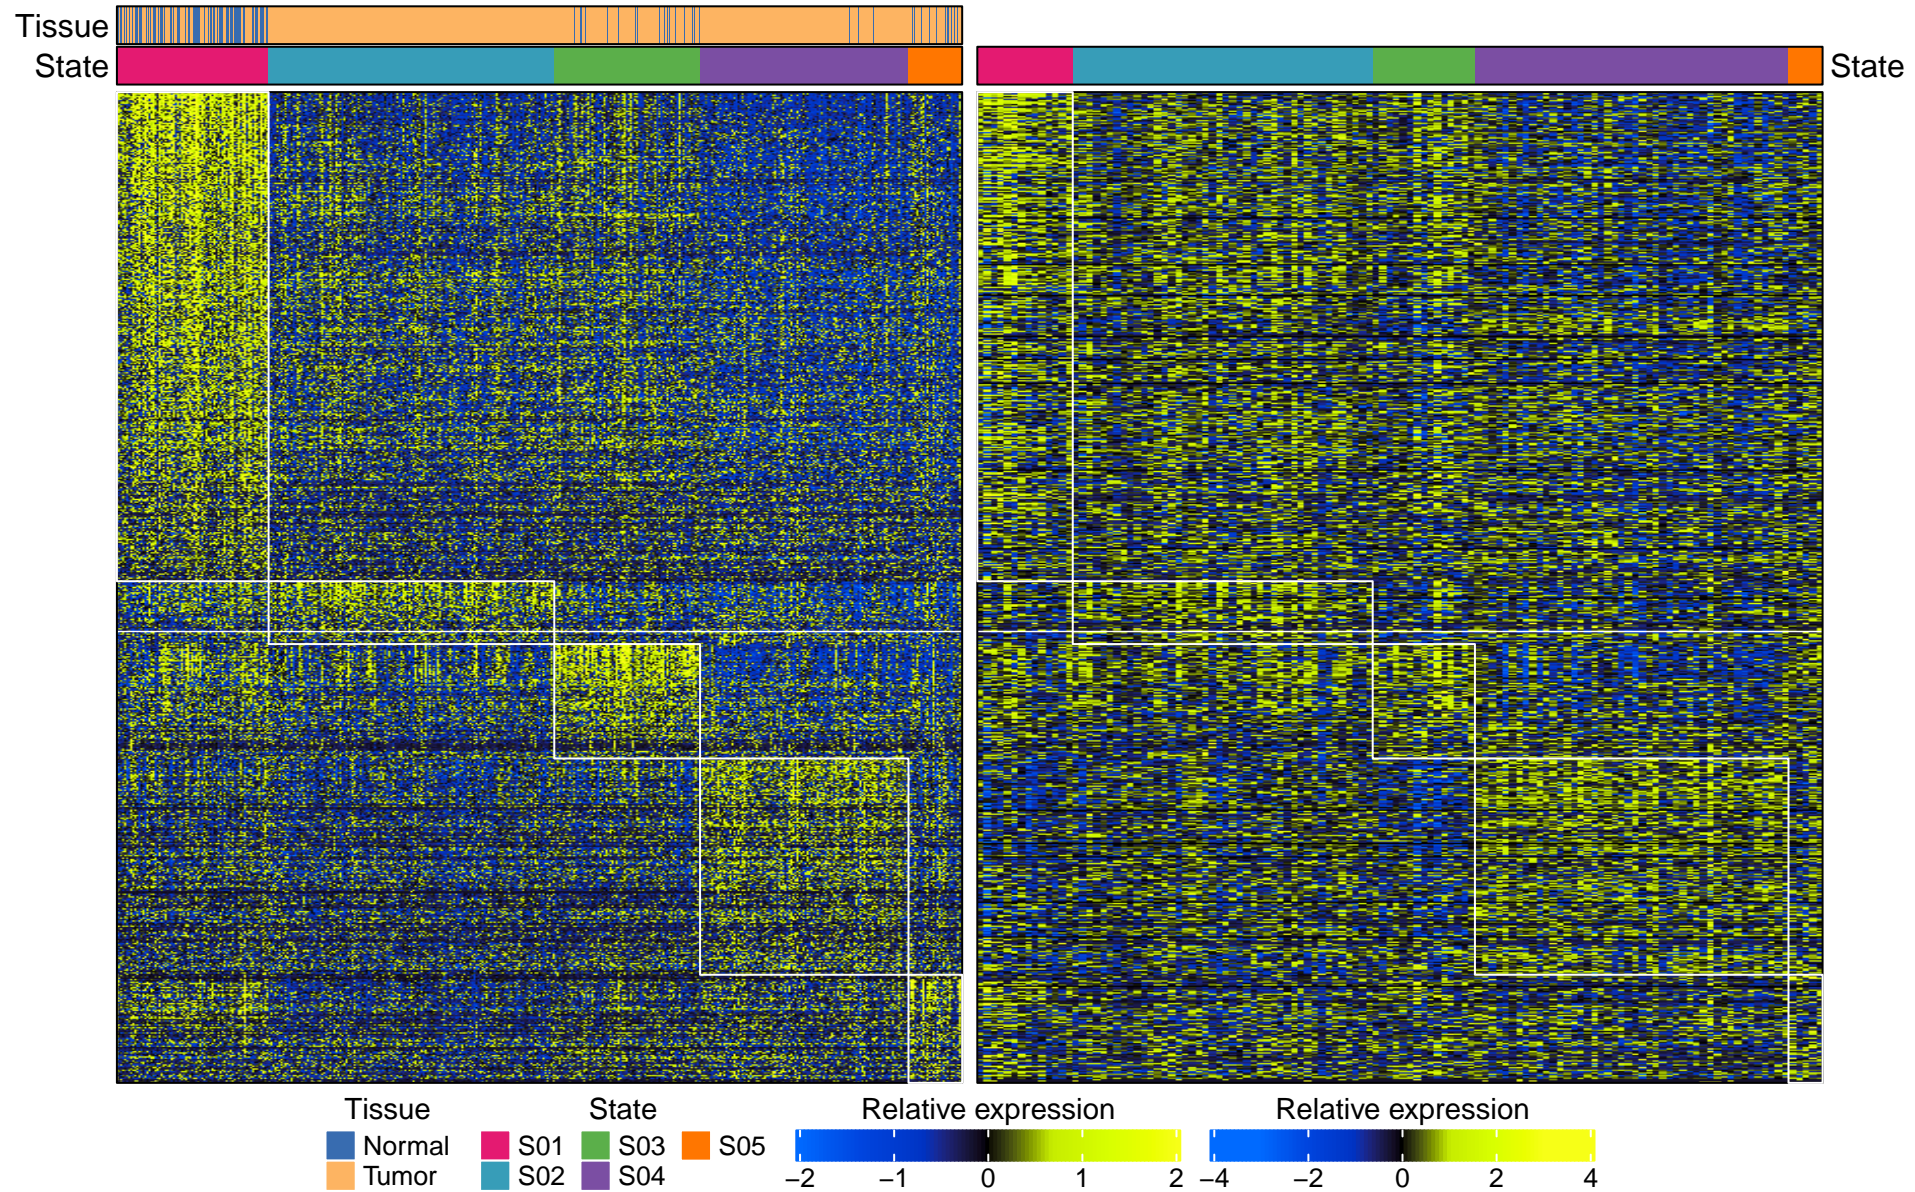 Tissue
State
State
Tissue State Relative expression Relative expression
Normal S01 S03 S05
Tumor S02 S04
−2 −1 0 1 2 −4 −2 0 2 4